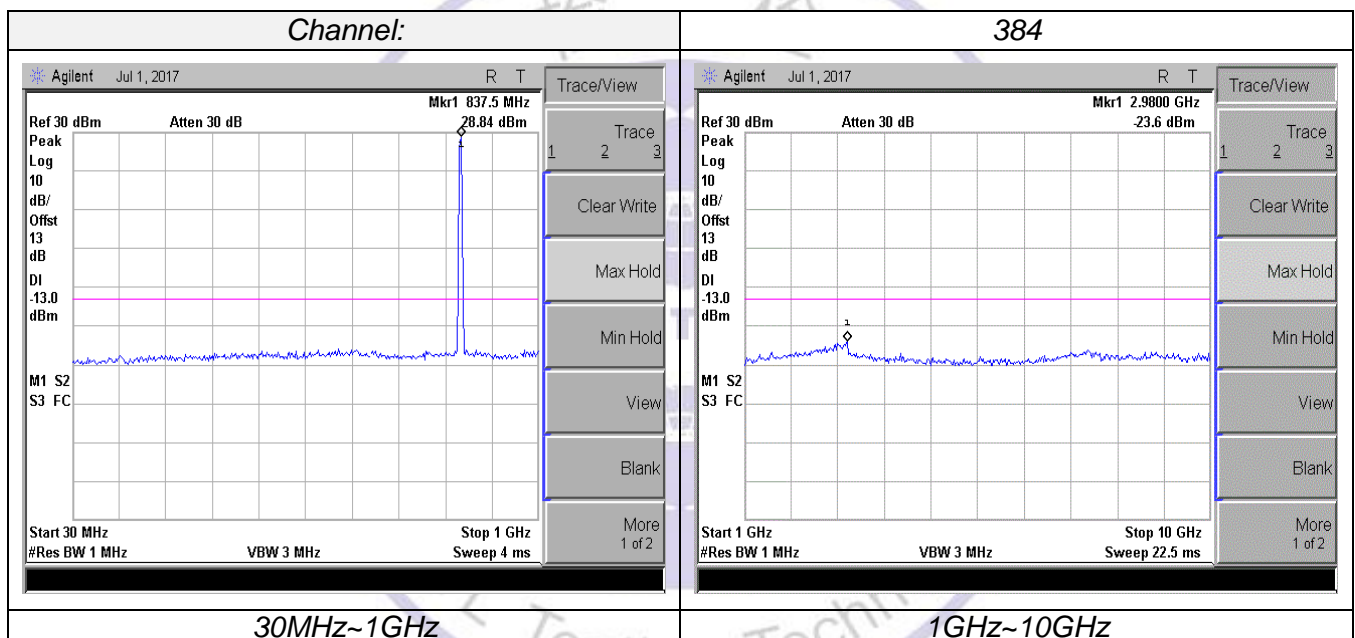 Channel:
384
Agilent Jul 1, 2017 R T
Mkr1 837.5 MHz
Ref 30 dBm Atten 30 dB 28.84 dBm
Peak
Log
10
dB/
Offst
13
dB
DI
-13.0
dBm
M1 S2
S3 FC
1
Start 30 MHz Stop 1 GHz
#Res BW 1 MHz VBW 3 MHz Sweep 4 ms
Trace/View
Trace
1 2 3
Clear Write
Max Hold
Min Hold
View
Blank
More
1 of 2
Agilent Jul 1, 2017 R T
Mkr1 2.9800 GHz
Ref 30 dBm Atten 30 dB -23.6 dBm
Peak
Log
10
dB/
Offst
13
dB
DI
-13.0
dBm
1
M1 S2
S3 FC
Start 1 GHz Stop 10 GHz
#Res BW 1 MHz VBW 3 MHz Sweep 22.5 ms
Trace/View
Trace
1 2 3
Clear Write
Max Hold
Min Hold
View
Blank
More
1 of 2
30MHz~1GHz
1GHz~10GHz